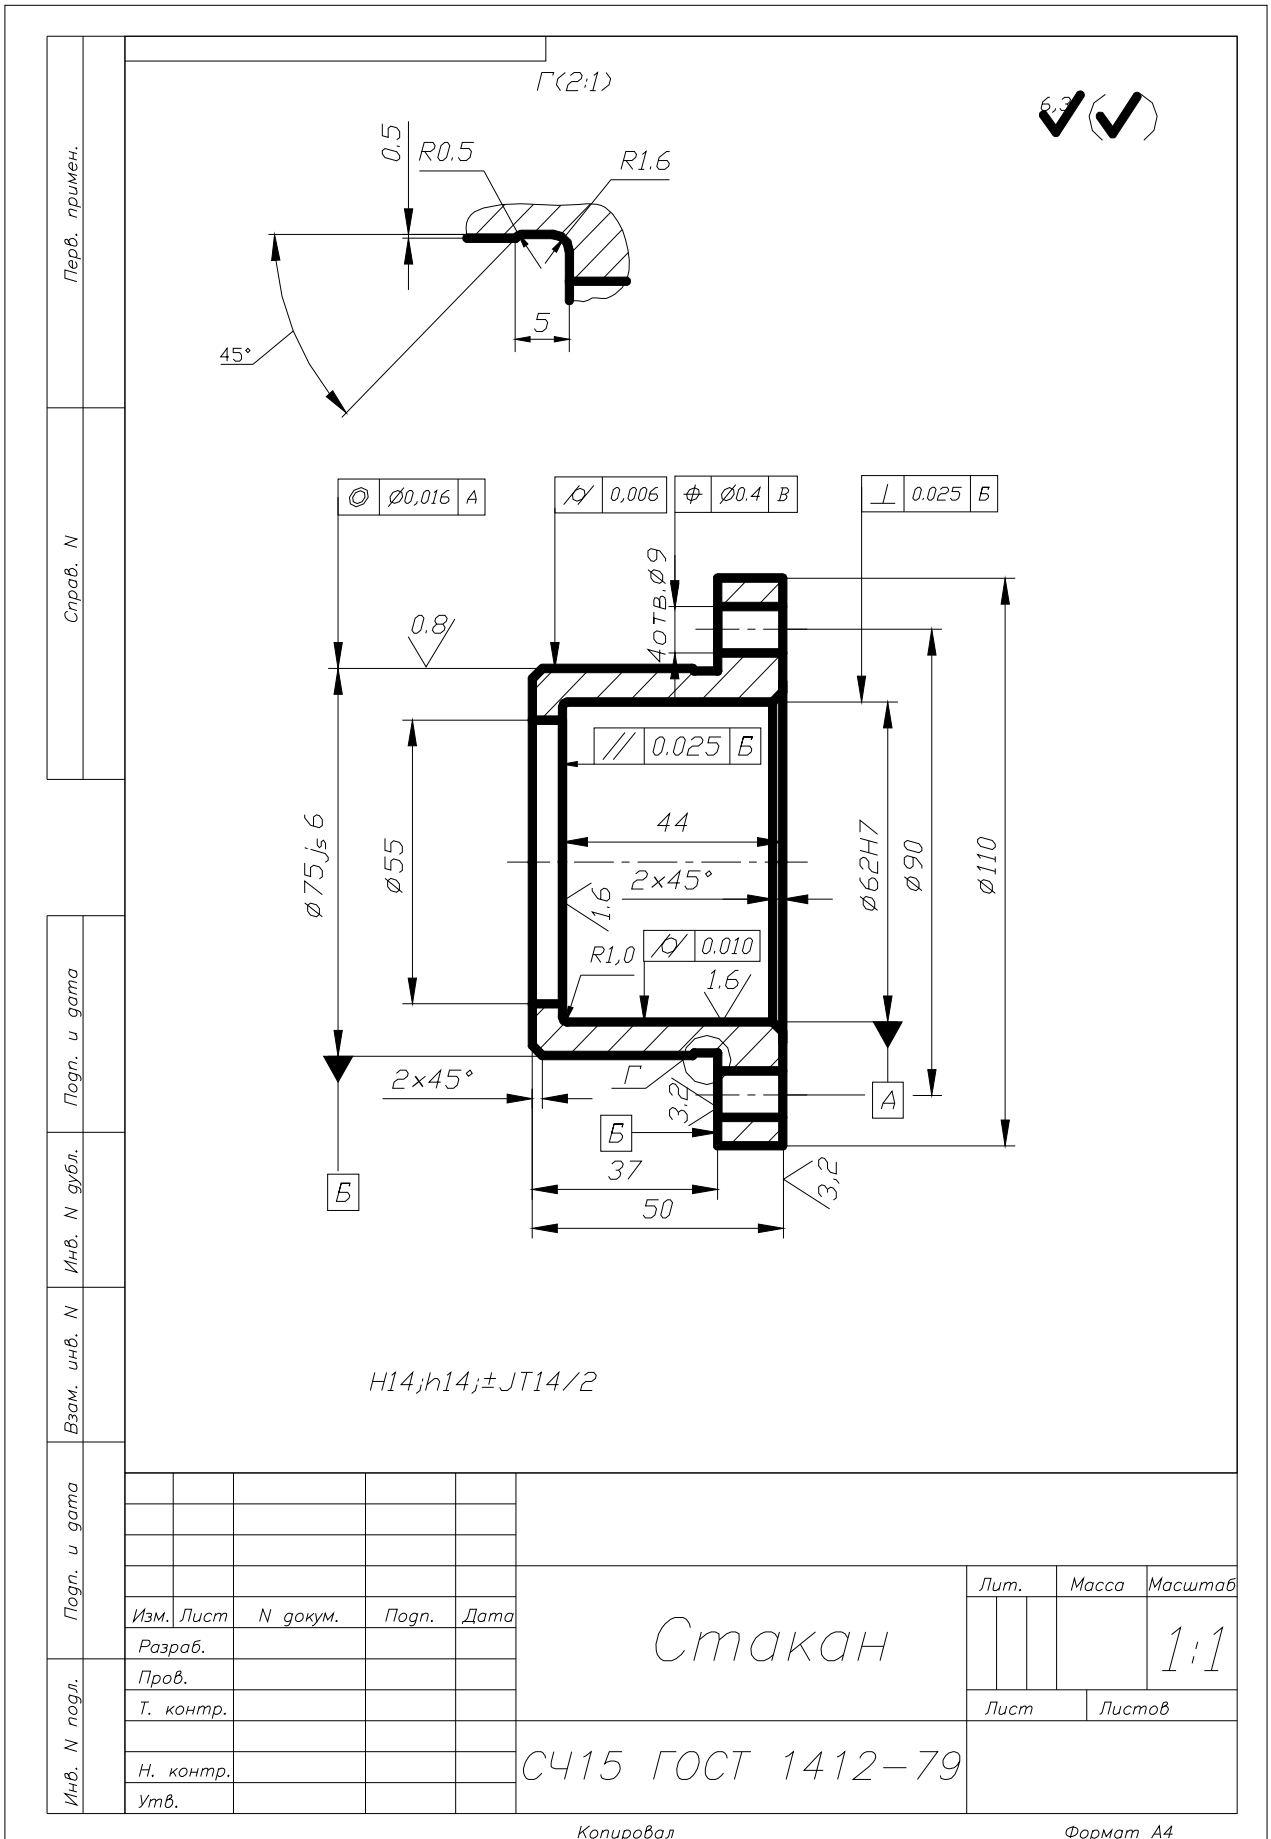 Г(2:1)
6,3
0.5
R0.5
R1.6
5
45°
Ø0,016 А
0,006
Ø0.4 В
0.025 Б
4отв.Ø9
0.8
// 0.025 Б
44
2×45°
Ø75js 6
Ø55
1.6
Ø62H7
Ø90
Ø110
R1,0
0.010
1.6
2×45°
Г
3.2
А
Б
Б
37
3,2
50
H14;h14;±JT14/2
Перв. примен.
Справ. N
Подп. и дата
Инв. N дубл.
Взам. инв. N
Подп. и дата
Инв. N подл.
Изм. Лист N докум. Подп. Дата
Разраб.
Пров.
Т. контр.
Н. контр.
Утв.
Стакан
Лит. Масса Масштаб
1:1
Лист Листов
СЧ15 ГОСТ 1412-79
Копировал Формат А4